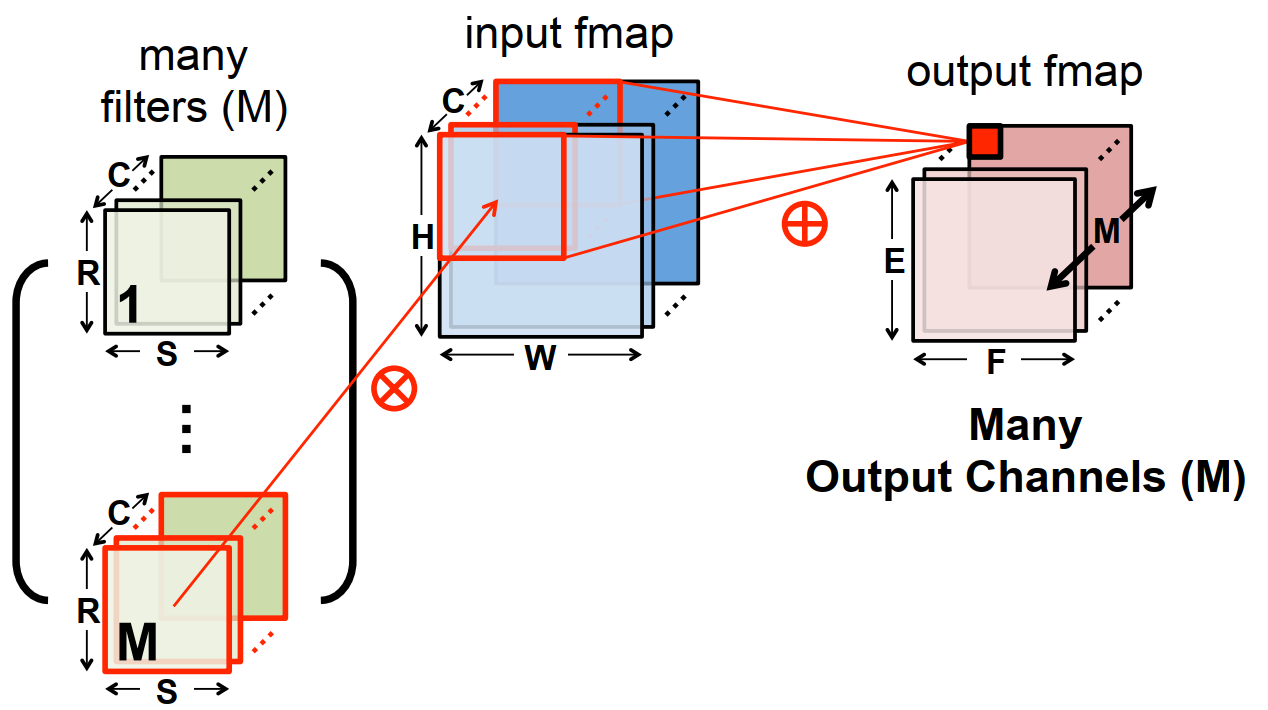 many
filters (M)
C
R
1
S
⋮
C
R
M
S
input fmap
C
H
W
output fmap
M
E
F
Many
Output Channels (M)